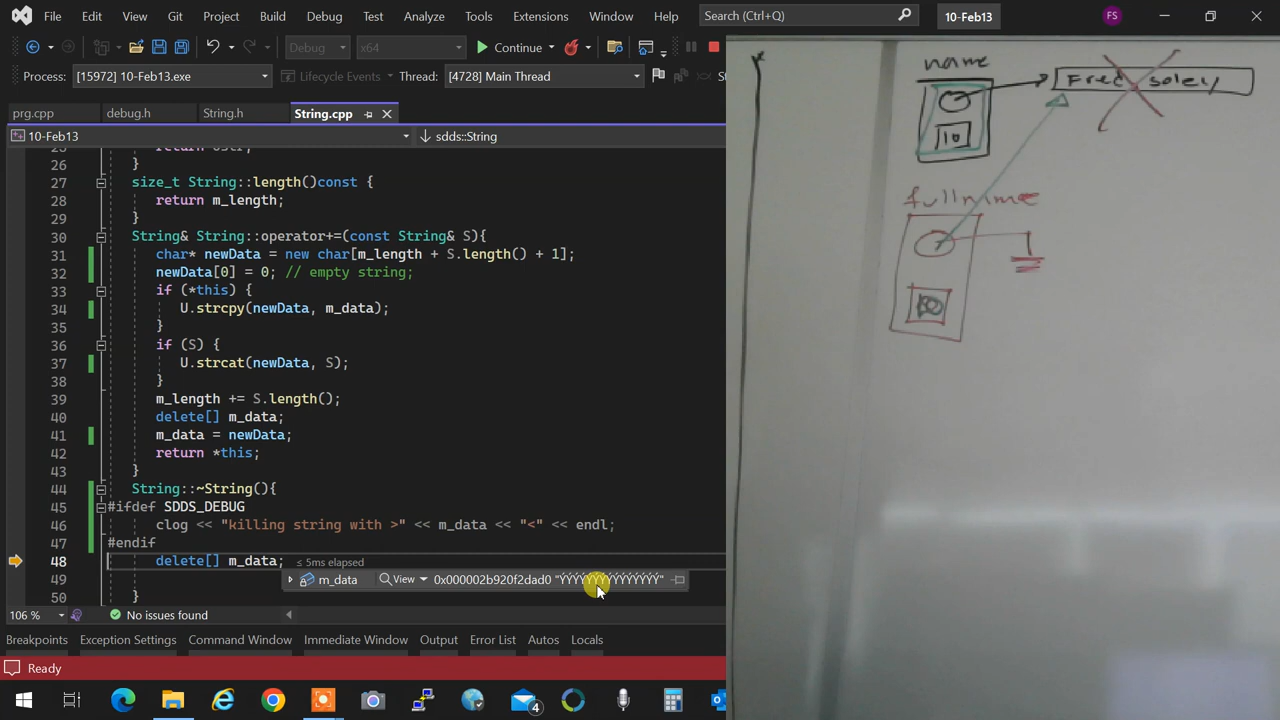 File Edit View Git Project Build Debug Test Analyze Tools Extensions Window Help Search (Ctrl+Q) 10-Feb13 FS
Debug x64 Continue
Process: [15972] 10-Feb13.exe Lifecycle Events Thread: [4728] Main Thread St
prg.cpp debug.h String.h String.cpp
10-Feb13 sdds::String
26 }
27 size_t String::length()const {
28 return m_length;
29 }
30 String& String::operator+=(const String& S){
31 char* newData = new char[m_length + S.length() + 1];
32 newData[0] = 0; // empty string;
33 if (*this) {
34 U.strcpy(newData, m_data);
35 }
36 if (S) {
37 U.strcat(newData, S);
38 }
39 m_length += S.length();
40 delete[] m_data;
41 m_data = newData;
42 return *this;
43 }
44 String::~String(){
45 #ifdef SDDS_DEBUG
46 clog << "killing string with >" << m_data << "<" << endl;
47 #endif
48 delete[] m_data; ≤ 5ms elapsed
49 m_data View 0x000002b920f2dad0 "ÝÝÝÝÝÝÝÝÝÝÝÝÝÝÝÝ"
50 }
106 % No issues found
Breakpoints Exception Settings Command Window Immediate Window Output Error List Autos Locals
Ready
4
name
Fred soley
10
fullname